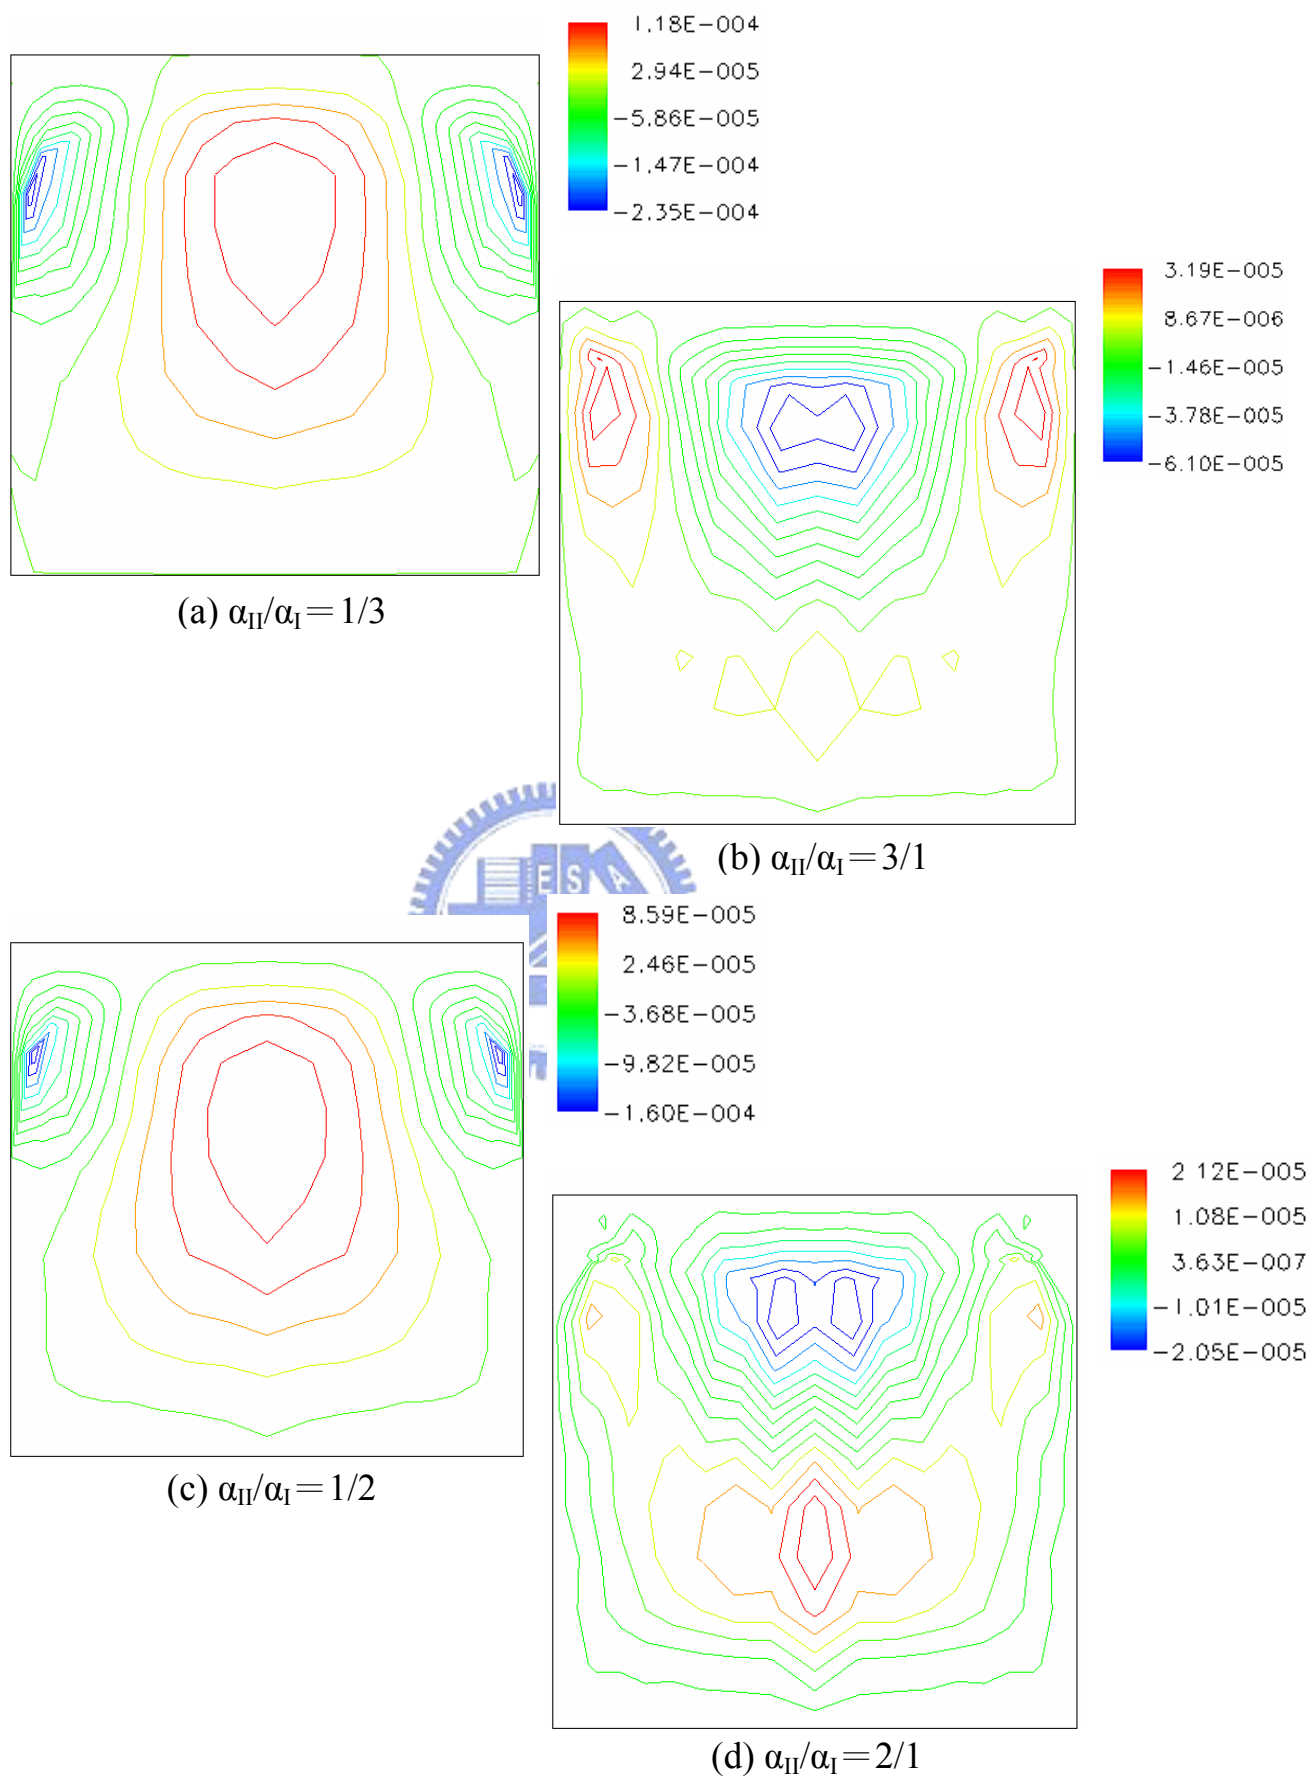 1.18E-004
2.94E-005
-5.86E-005
-1.47E-004
-2.35E-004
(a) αII/αI＝1/3
3.19E-005
8.67E-006
-1.46E-005
-3.78E-005
-6.10E-005
(b) αII/αI＝3/1
ESA
8.59E-005
2.46E-005
-3.68E-005
-9.82E-005
-1.60E-004
(c) αII/αI＝1/2
2 12E-005
1.08E-005
3.63E-007
-1.01E-005
-2.05E-005
(d) αII/αI＝2/1